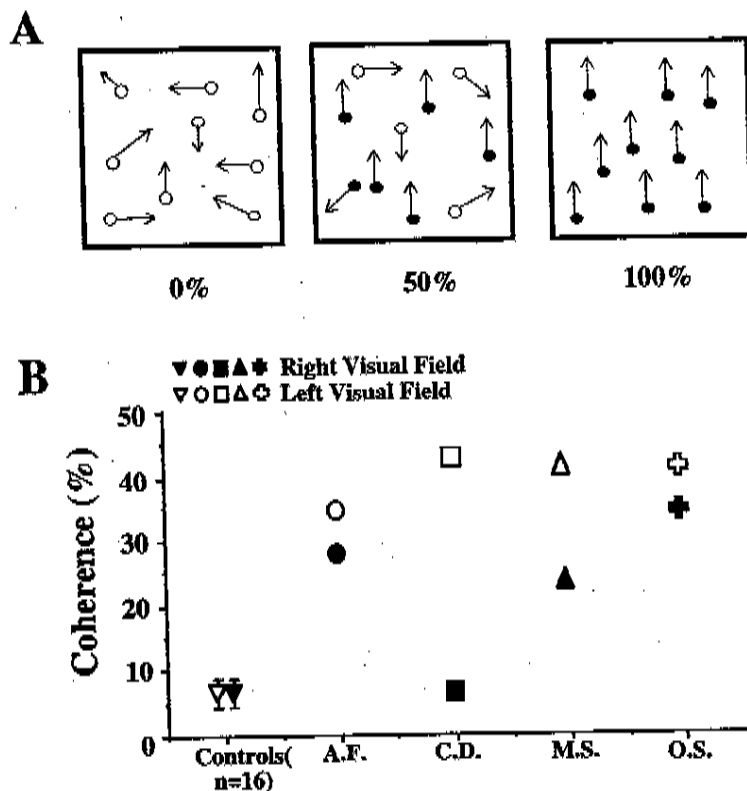 A
0% 50% 100%
B
Right Visual Field
Left Visual Field
50
40
30
20
10
0
Coherence (%)
Controls( A.F. C.D. M.S. O.S.
n=16)